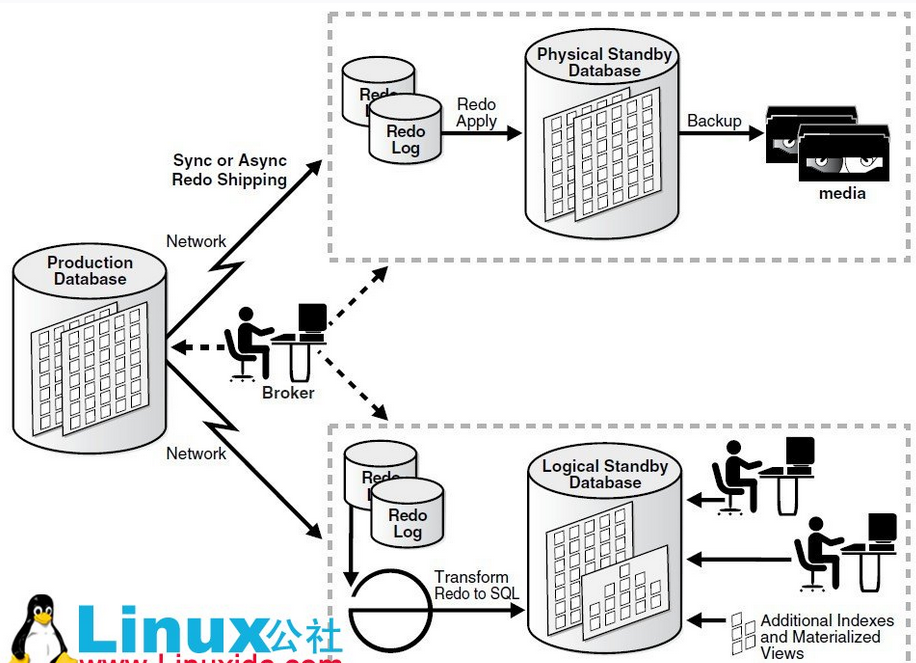 Physical Standby
Database
Redo
Redo
Log
Redo
Apply
Backup
media
Sync or Async
Redo Shipping
Network
Production
Database
Broker
Network
Redo
Redo
Log
Logical Standby
Database
Transform
Redo to SQL
Additional Indexes
and Materialized
Views
Linux公社
www.Linuxidc.com